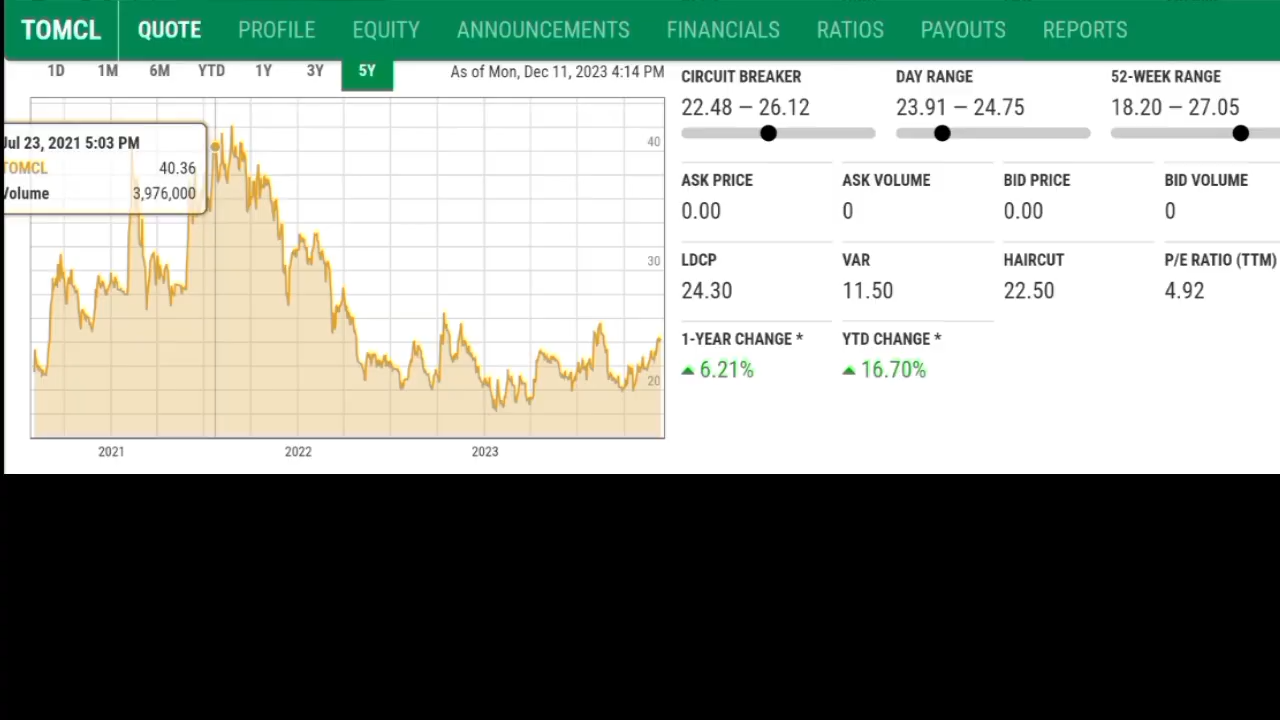 TOMCL QUOTE PROFILE EQUITY ANNOUNCEMENTS FINANCIALS RATIOS PAYOUTS REPORTS
1D 1M 6M YTD 1Y 3Y 5Y As of Mon, Dec 11, 2023 4:14 PM
Jul 23, 2021 5:03 PM
TOMCL 40.36
Volume 3,976,000
40
30
20
2021 2022 2023
CIRCUIT BREAKER DAY RANGE 52-WEEK RANGE
22.48 — 26.12 23.91 — 24.75 18.20 — 27.05
ASK PRICE ASK VOLUME BID PRICE BID VOLUME
0.00 0 0.00 0
LDCP VAR HAIRCUT P/E RATIO (TTM)
24.30 11.50 22.50 4.92
1-YEAR CHANGE * YTD CHANGE *
6.21% 16.70%